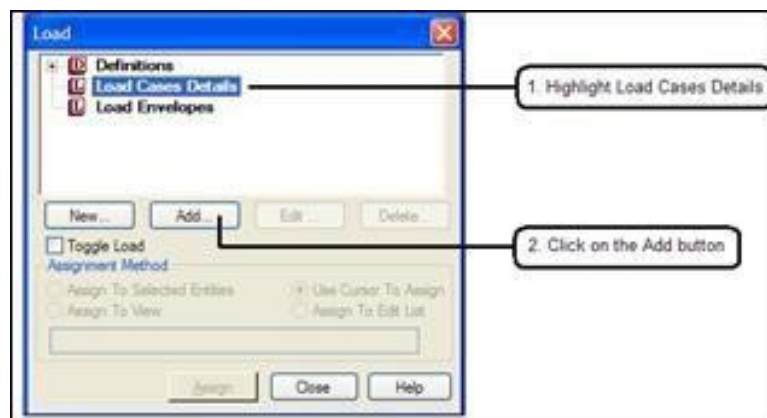 Load
Definitions
Load Cases Details
1. Highlight Load Cases Details
Load Envelopes
New... Add... Edit... Delete...
Toggle Load
2. Click on the Add button
Assignment Method
Assign To Selected Entities Use Cursor To Assign
Assign To View Assign To Edit List
Assign Close Help